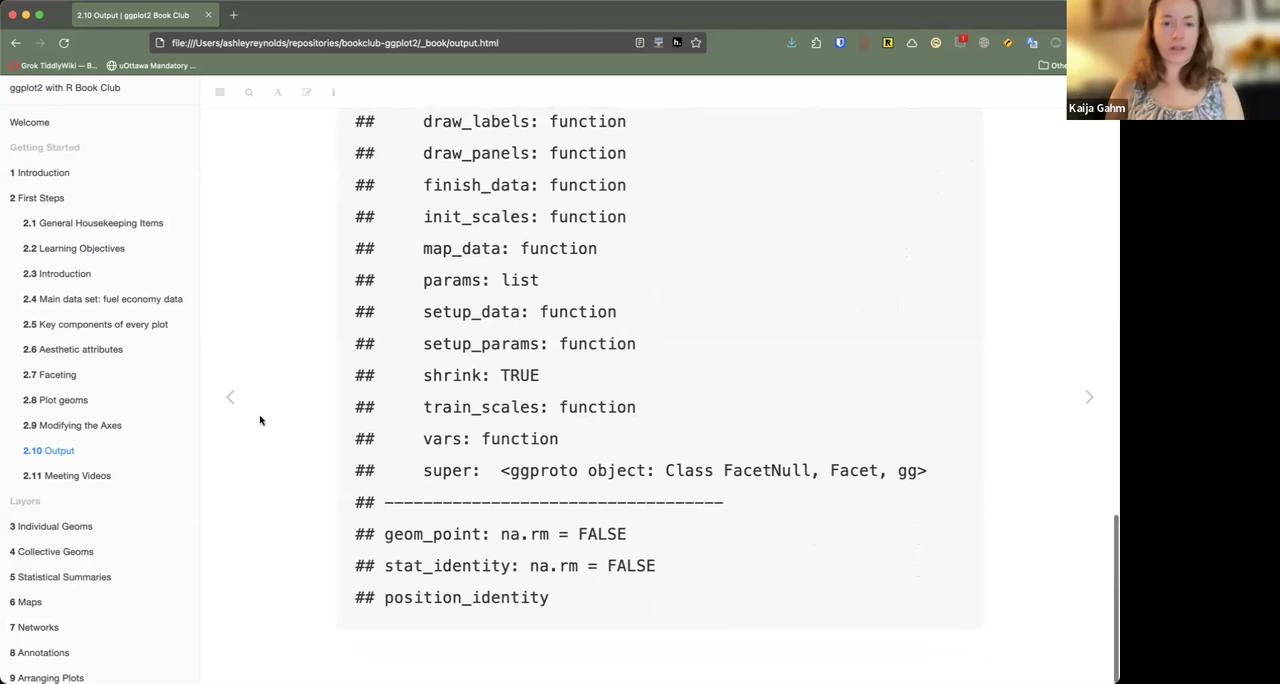 2.10 Output | ggplot2 Book Club
file:///Users/ashleyreynolds/repositories/bookclub-ggplot2/_book/output.html
Grok TiddlyWiki — B...
uOttawa Mandatory ...
Othe
Kaija Gahm
ggplot2 with R Book Club
Welcome
Getting Started
1 Introduction
2 First Steps
2.1 General Housekeeping Items
2.2 Learning Objectives
2.3 Introduction
2.4 Main data set: fuel economy data
2.5 Key components of every plot
2.6 Aesthetic attributes
2.7 Faceting
2.8 Plot geoms
2.9 Modifying the Axes
2.10 Output
2.11 Meeting Videos
Layers
3 Individual Geoms
4 Collective Geoms
5 Statistical Summaries
6 Maps
7 Networks
8 Annotations
9 Arranging Plots
## draw_labels: function
## draw_panels: function
## finish_data: function
## init_scales: function
## map_data: function
## params: list
## setup_data: function
## setup_params: function
## shrink: TRUE
## train_scales: function
## vars: function
## super: <ggproto object: Class FacetNull, Facet, gg>
## -----------------------------------
## geom_point: na.rm = FALSE
## stat_identity: na.rm = FALSE
## position_identity